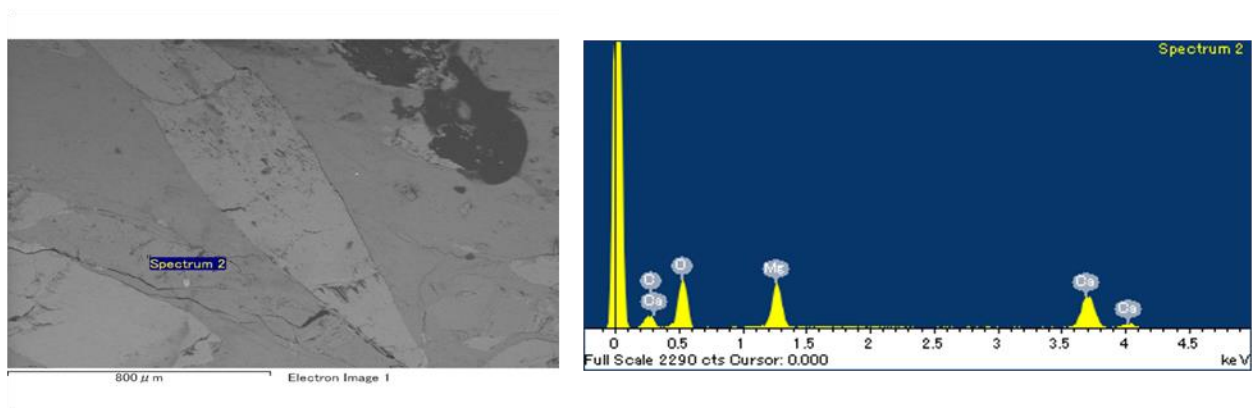 Spectrum 2
800 μm Electron Image 1
Spectrum 2
C O Mg Ca
Ca Ca
0 0.5 1 1.5 2 2.5 3 3.5 4 4.5
Full Scale 2290 cts Cursor: 0.000 keV